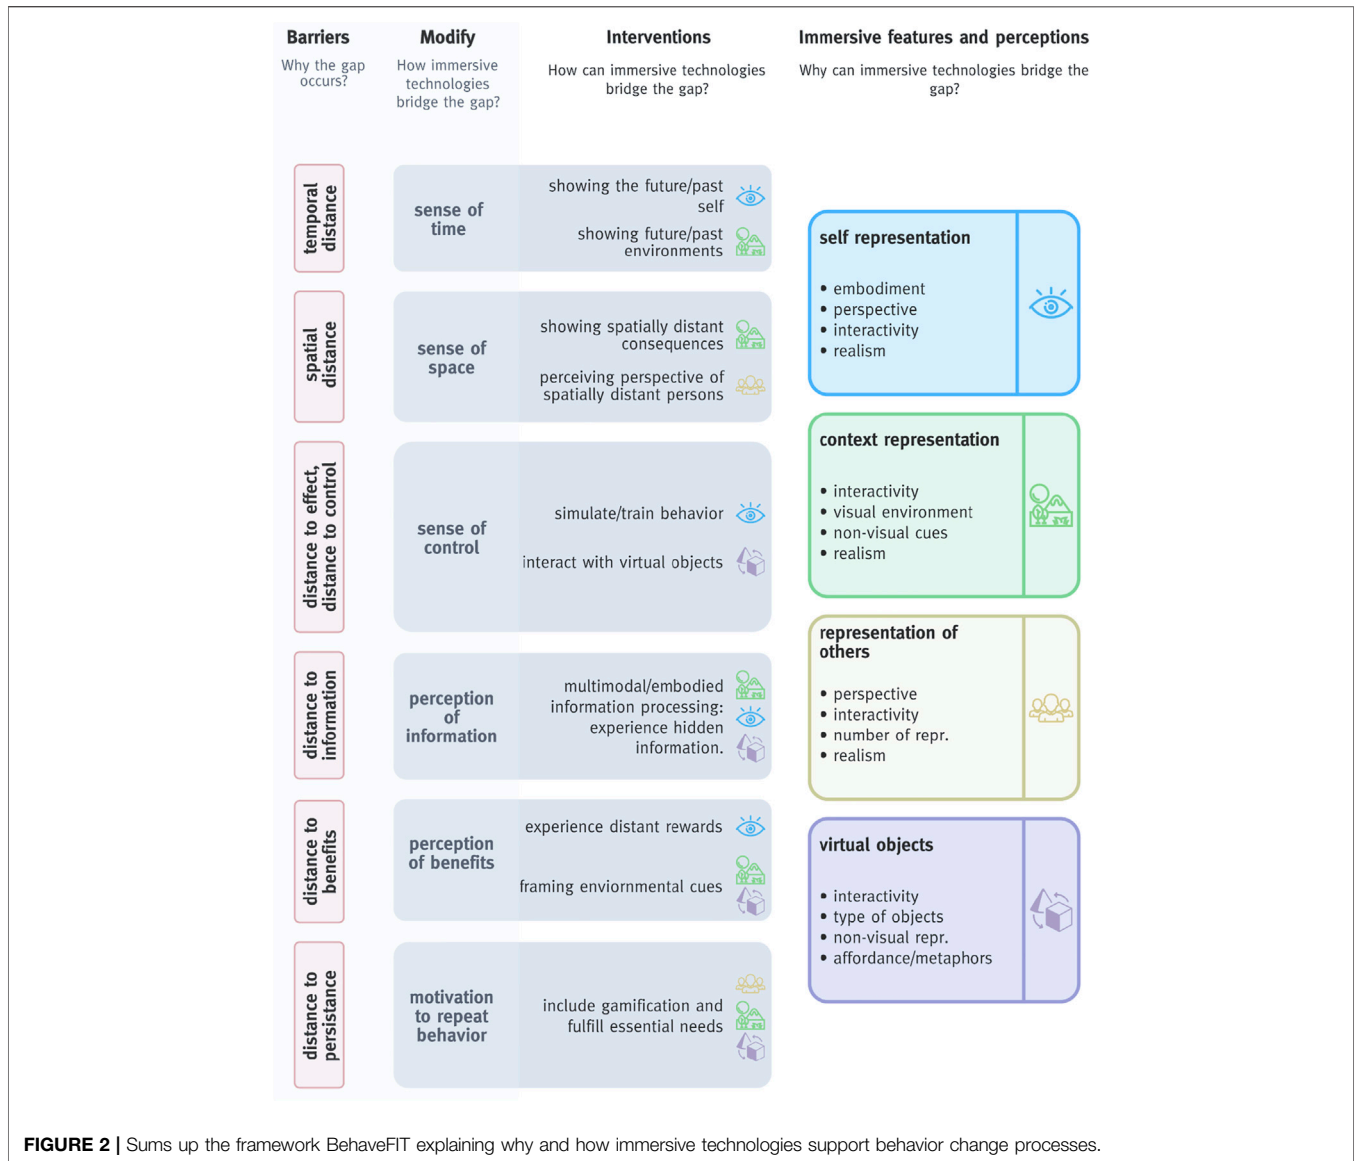 Barriers
Why the gap
occurs?
Modify
How immersive
technologies
bridge the gap?
Interventions
How can immersive technologies
bridge the gap?
Immersive features and perceptions
Why can immersive technologies bridge the
gap?
temporal
distance
sense of
time
showing the future/past
self
showing future/past
environments
spatial
distance
sense of
space
showing spatially distant
consequences
perceiving perspective of
spatially distant persons
distance to effect,
distance to control
sense of
control
simulate/train behavior
interact with virtual objects
distance to
information
perception
of
information
multimodal/embodied
information processing:
experience hidden
information.
distance to
benefits
perception
of benefits
experience distant rewards
framing enviornmental cues
distance to
persistance
motivation
to repeat
behavior
include gamification and
fulfill essential needs
self representation
• embodiment
• perspective
• interactivity
• realism
context representation
• interactivity
• visual environment
• non-visual cues
• realism
representation of
others
• perspective
• interactivity
• number of repr.
• realism
virtual objects
• interactivity
• type of objects
• non-visual repr.
• affordance/metaphors
FIGURE 2 | Sums up the framework BehaveFIT explaining why and how immersive technologies support behavior change processes.